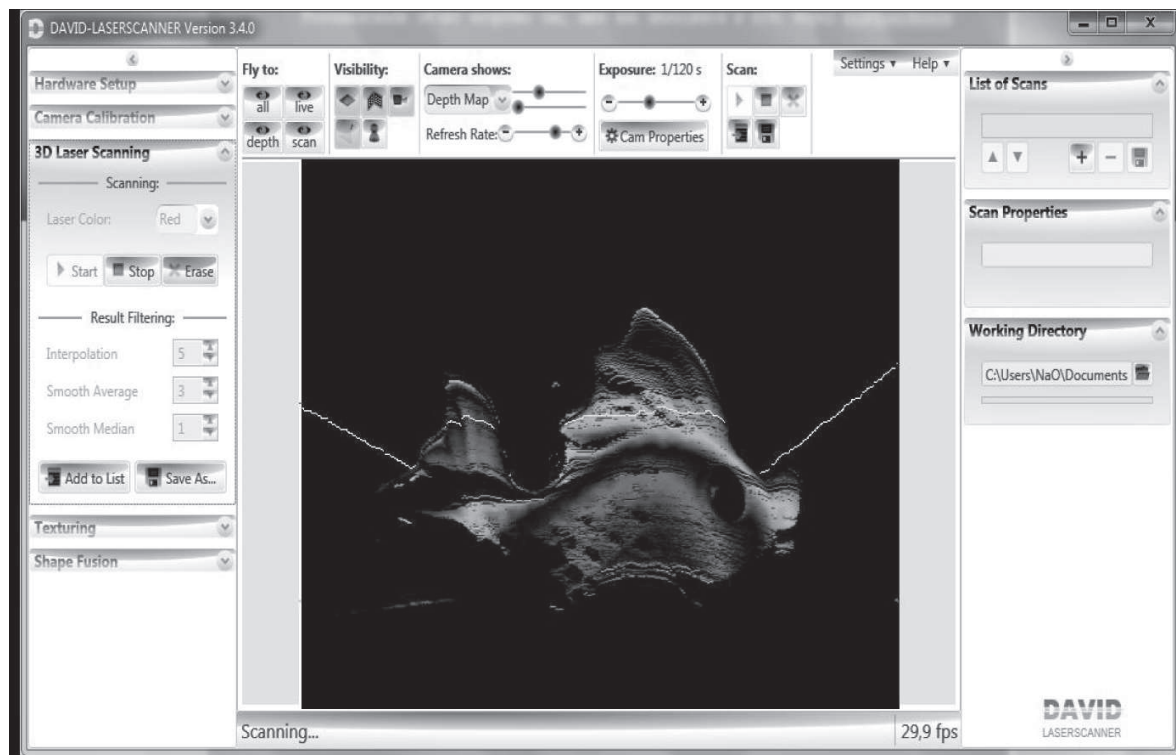 DAVID-LASERSCANNER Version 3.4.0
Hardware Setup
Camera Calibration
3D Laser Scanning
Scanning:
Laser Color: Red
Start Stop Erase
Result Filtering:
Interpolation 5
Smooth Average 3
Smooth Median 1
Add to List Save As...
Texturing
Shape Fusion
Fly to:
all live
depth scan
Visibility:
Camera shows:
Depth Map
Refresh Rate:
Exposure: 1/120 s
Cam Properties
Scan:
Settings Help
Scanning...
29,9 fps
List of Scans
Scan Properties
Working Directory
C:\Users\NaO\Documents
DAVID
LASERSCANNER